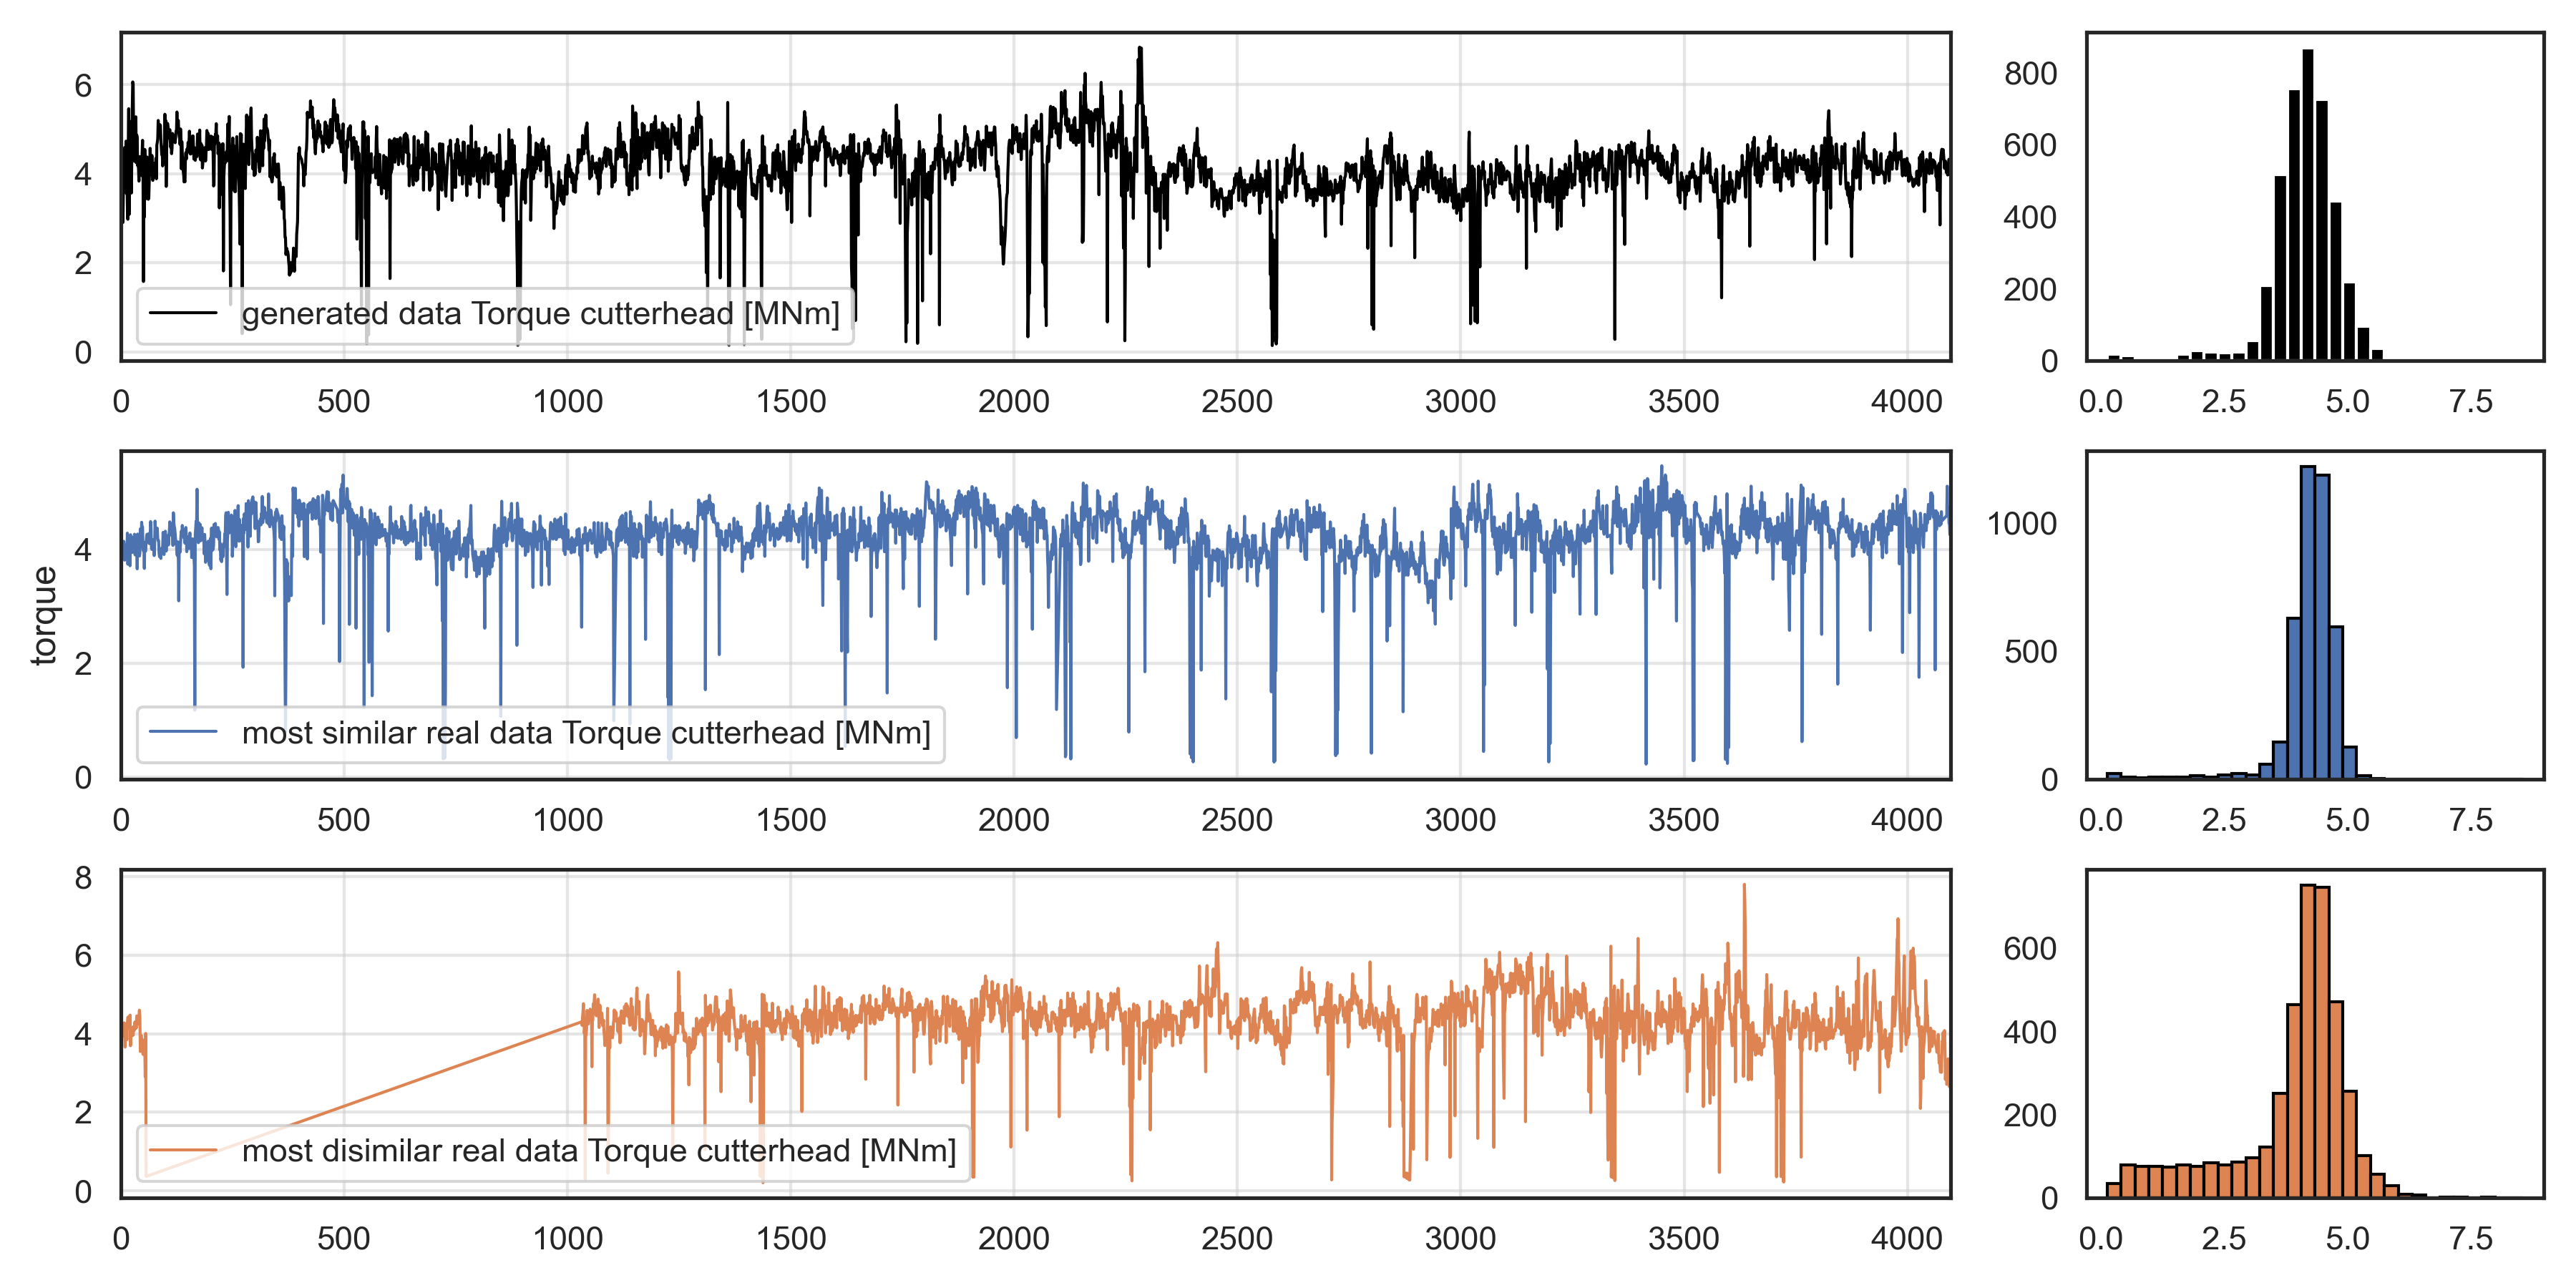 6
4
2
0
generated data Torque cutterhead [MNm]
0 500 1000 1500 2000 2500 3000 3500 4000
800
600
400
200
0
0.0 2.5 5.0 7.5
torque
4
2
0
most similar real data Torque cutterhead [MNm]
0 500 1000 1500 2000 2500 3000 3500 4000
1000
500
0
0.0 2.5 5.0 7.5
8
6
4
2
0
most disimilar real data Torque cutterhead [MNm]
0 500 1000 1500 2000 2500 3000 3500 4000
600
400
200
0
0.0 2.5 5.0 7.5